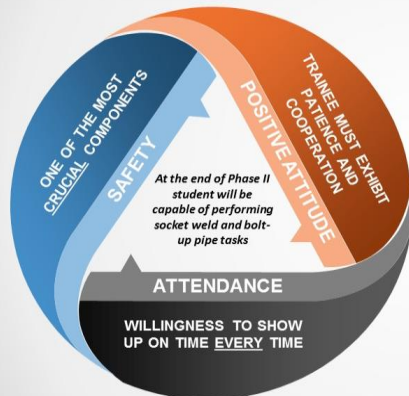 ONE OF THE MOST
CRUCIAL COMPONENTS
SAFETY
POSITIVE ATTITUDE
TRAINEE MUST EXHIBIT
PATIENCE AND
COOPERATION
At the end of Phase II
student will be
capable of performing
socket weld and bolt-
up pipe tasks
ATTENDANCE
WILLINGNESS TO SHOW
UP ON TIME EVERY TIME